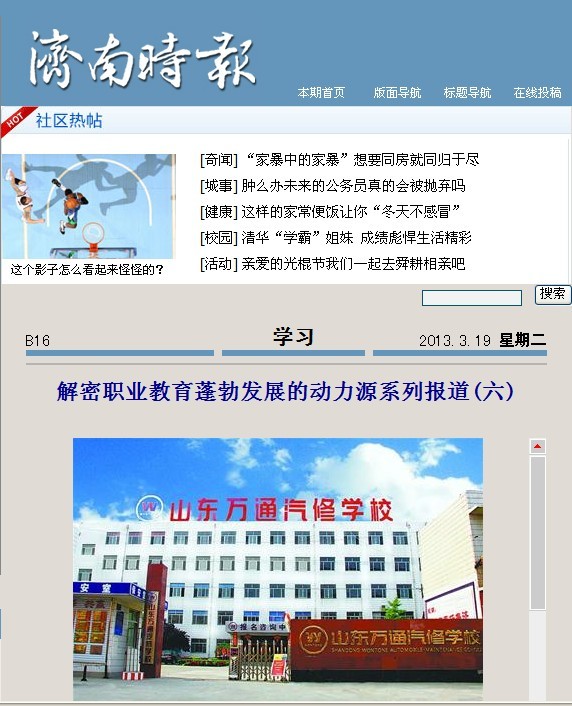 濟南時報
本期首页 版面导航 标题导航 在线投稿
HOT 社区热帖
[奇闻] “家暴中的家暴”想要同房就同归于尽
[城事] 肿么办未来的公务员真的会被抛弃吗
[健康] 这样的家常便饭让你“冬天不感冒”
[校园] 清华“学霸”姐妹 成绩彪悍生活精彩
[活动] 亲爱的光棍节我们一起去舜耕相亲吧
这个影子怎么看起来怪怪的？
搜索
B16 学习 2013.3.19 星期二
解密职业教育蓬勃发展的动力源系列报道(六)
山东万通汽修学校
安室
报名咨询中
山东万通汽修学校
山东万通汽修学校
SHANDONG WONTONE AUTOMOBILE MAINTENANCE